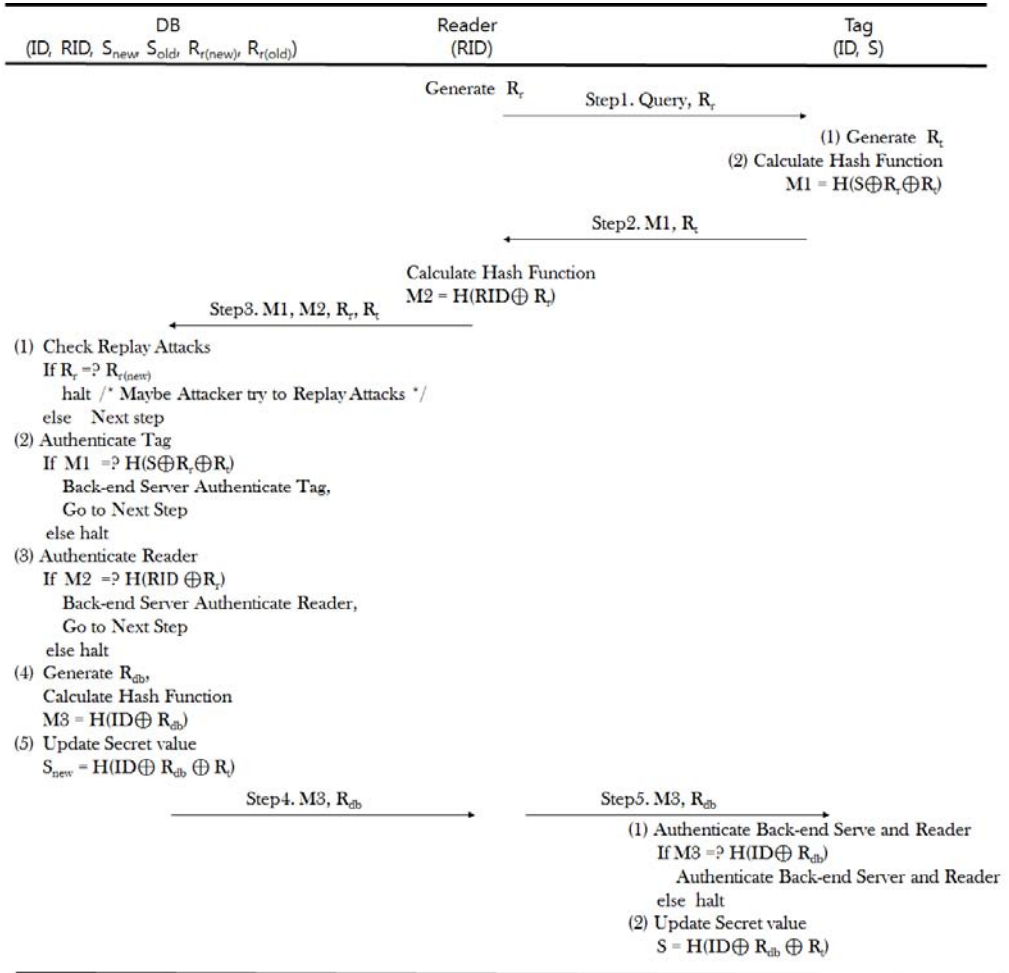 DB
(ID, RID, Snew, Sold, Rr(new), Rr(old))
Reader
(RID)
Tag
(ID, S)
Generate Rr
Step1. Query, Rr
(1) Generate Rt
(2) Calculate Hash Function
M1 = H(S⊕Rr⊕Rt)
Step2. M1, Rt
Calculate Hash Function
M2 = H(RID⊕ Rr)
Step3. M1, M2, Rr, Rt
(1) Check Replay Attacks
If Rr =? Rr(new)
halt /* Maybe Attacker try to Replay Attacks */
else Next step
(2) Authenticate Tag
If M1 =? H(S⊕Rr⊕Rt)
Back-end Server Authenticate Tag,
Go to Next Step
else halt
(3) Authenticate Reader
If M2 =? H(RID ⊕Rr)
Back-end Server Authenticate Reader,
Go to Next Step
else halt
(4) Generate Rdb,
Calculate Hash Function
M3 = H(ID⊕ Rdb)
(5) Update Secret value
Snew = H(ID⊕ Rdb ⊕ Rt)
Step4. M3, Rdb
Step5. M3, Rdb
(1) Authenticate Back-end Serve and Reader
If M3 =? H(ID⊕ Rdb)
Authenticate Back-end Server and Reader
else halt
(2) Update Secret value
S = H(ID⊕ Rdb ⊕ Rt)